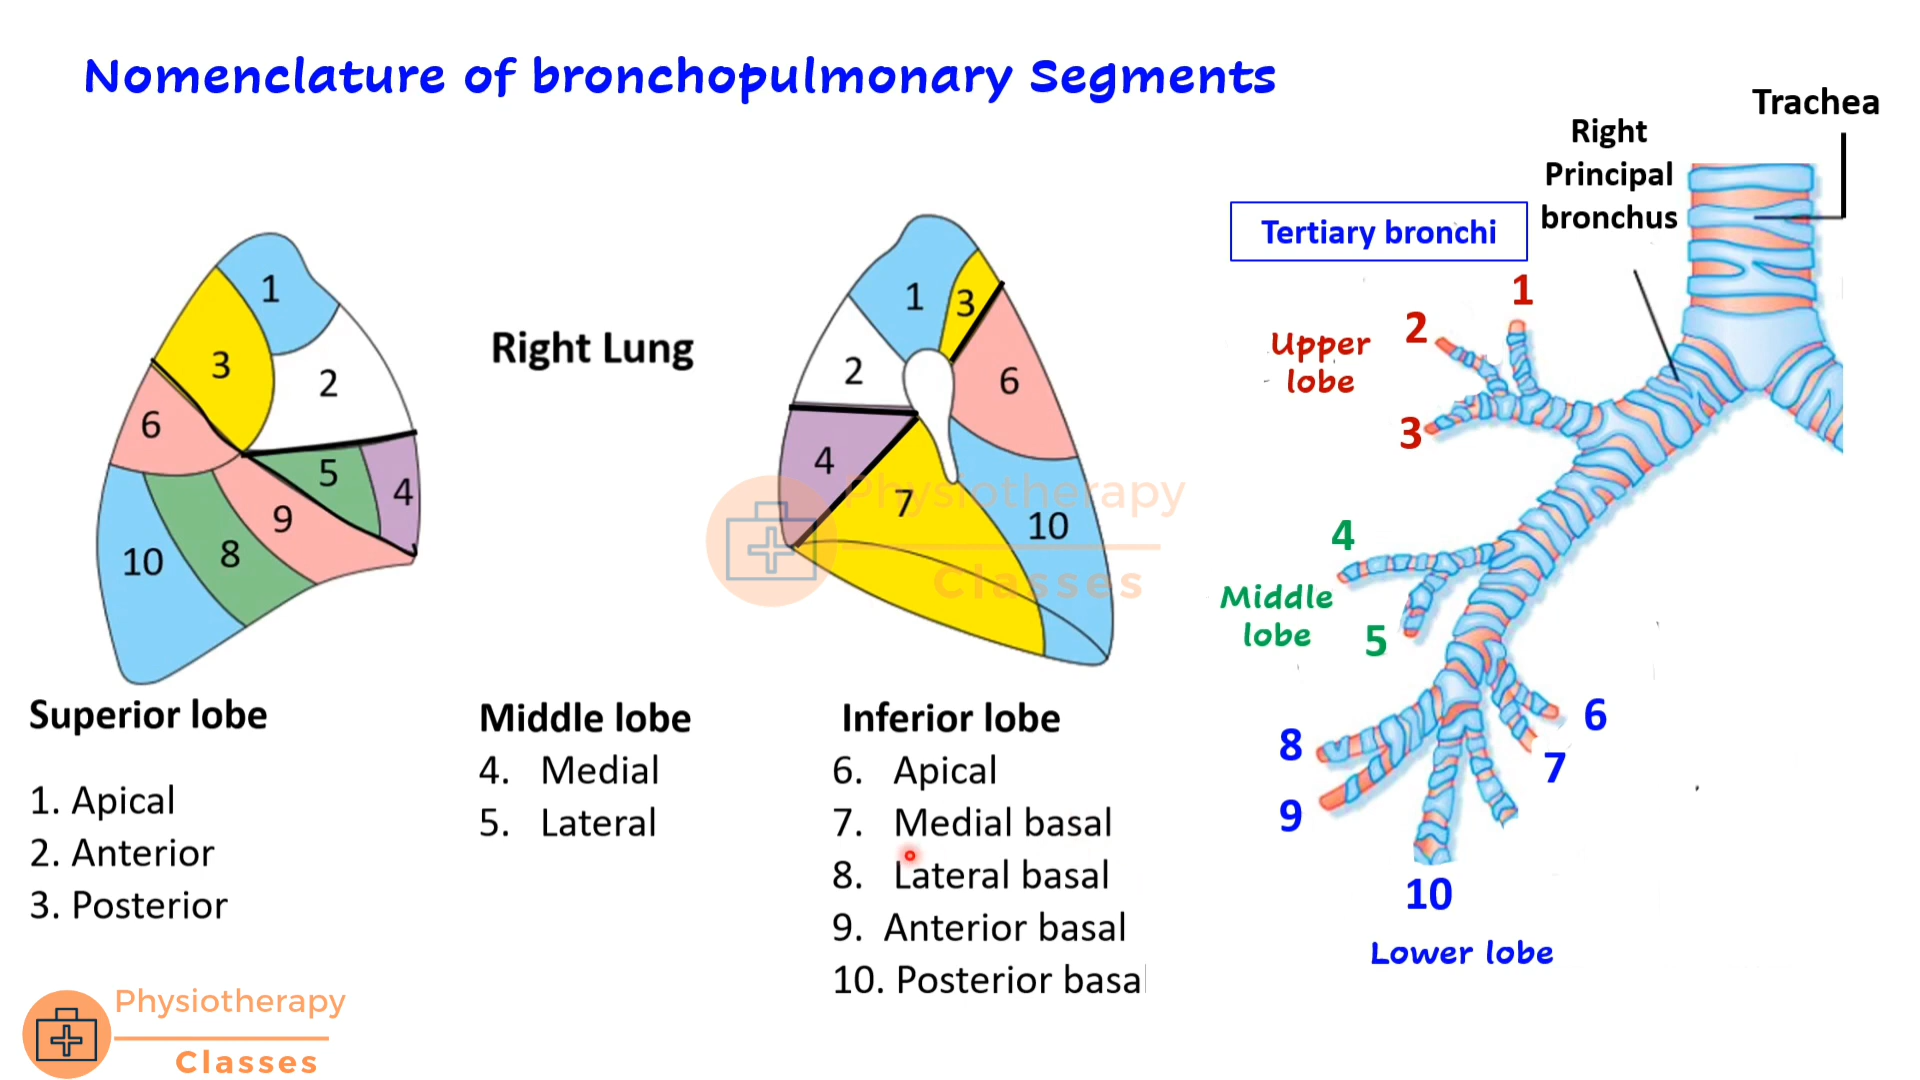 Nomenclature of bronchopulmonary Segments
Trachea
Right
Principal
bronchus
Tertiary bronchi
1
3
2
6
5
4
9
8
10
Right Lung
1
3
2
6
4
7
10
Physiotherapy
Classes
1
2
Upper
lobe
3
4
Middle
lobe
5
6
7
8
9
10
Lower lobe
Superior lobe
1. Apical
2. Anterior
3. Posterior
Middle lobe
4. Medial
5. Lateral
Inferior lobe
6. Apical
7. Medial basal
8. Lateral basal
9. Anterior basal
10. Posterior basa
Physiotherapy
Classes